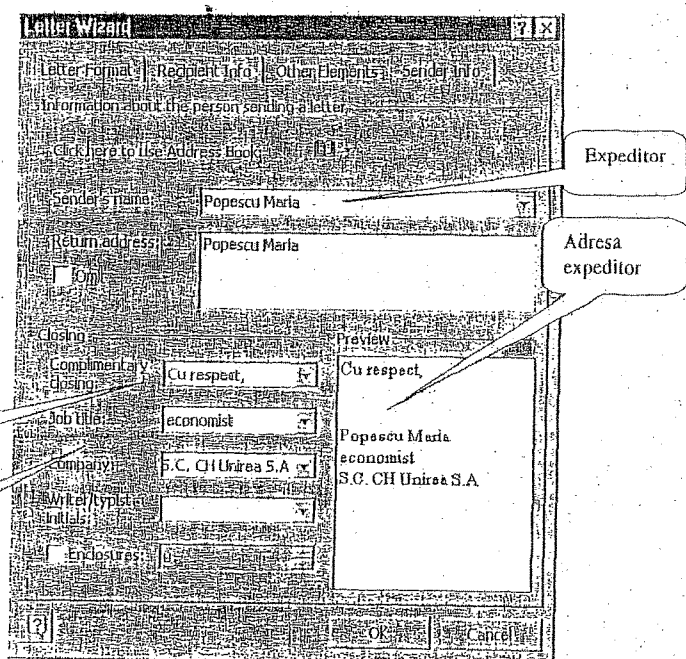 Letter Wizard
Letter Format Recipient Info Other Elements Sender Info
Information about the person sending a letter
Click here to Use Address Book:
Expeditor
Sender's name: Popescu Maria
Return address: Popescu Maria
Adresa
expeditor
Omit
Closing
Preview
Complimentary
closing: Cu respect,
Cu respect,
Job title: economist
Popescu Maria
economist
Company: S.C. CH Unirea S.A
S.C. CH Unirea S.A
Writer/typist
initials:
Enclosures:
OK Cancel